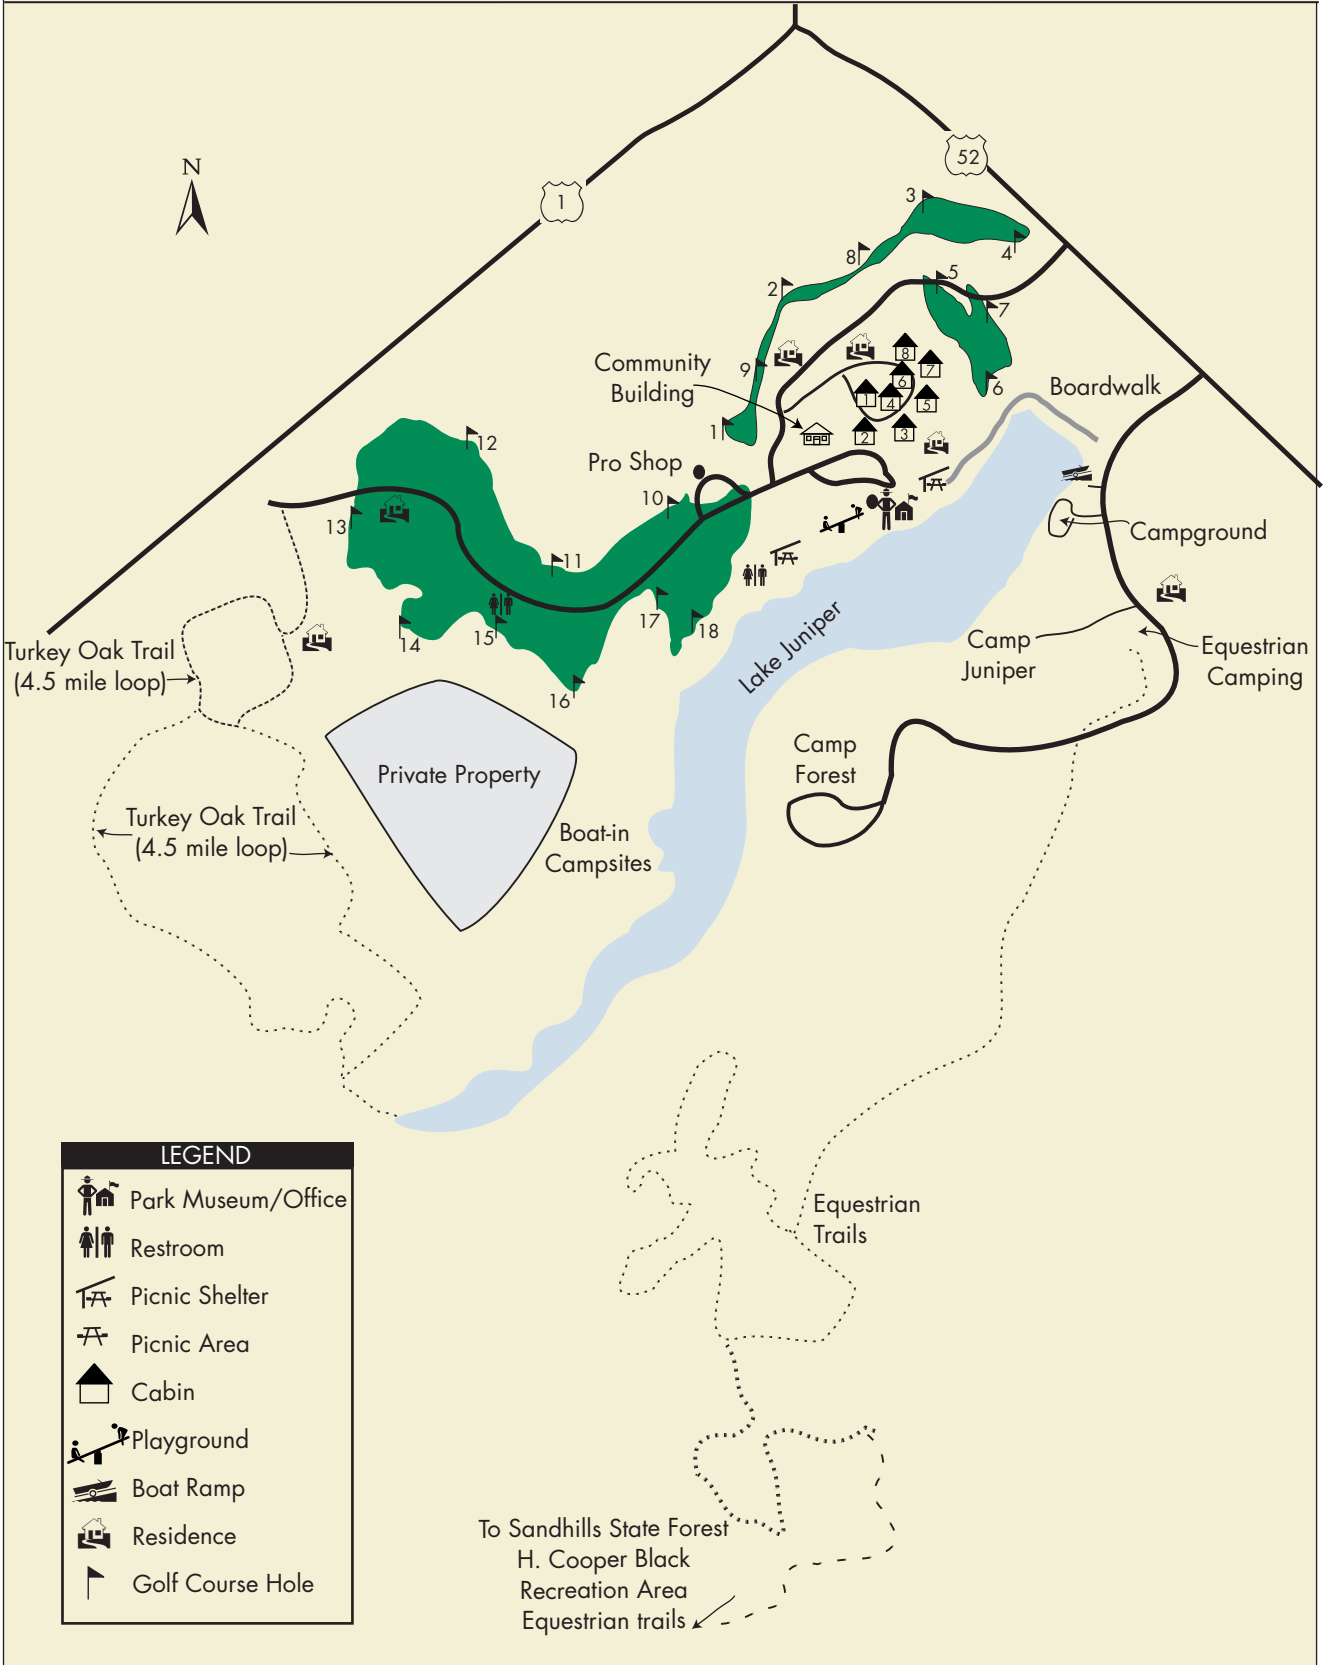 52
N
1
3
4
8
5
2
7
8
7
6
Community
Building
9
6
Boardwalk
1
4
5
1
2
3
12
Pro Shop
10
13
Campground
11
17
18
14
15
Lake Juniper
Camp
Juniper
Equestrian
Camping
Turkey Oak Trail
(4.5 mile loop)
16
Private Property
Camp
Forest
Turkey Oak Trail
(4.5 mile loop)
Boat-in
Campsites
LEGEND
Park Museum/Office
Restroom
Picnic Shelter
Picnic Area
Cabin
Playground
Boat Ramp
Residence
Golf Course Hole
Equestrian
Trails
To Sandhills State Forest
H. Cooper Black
Recreation Area
Equestrian trails